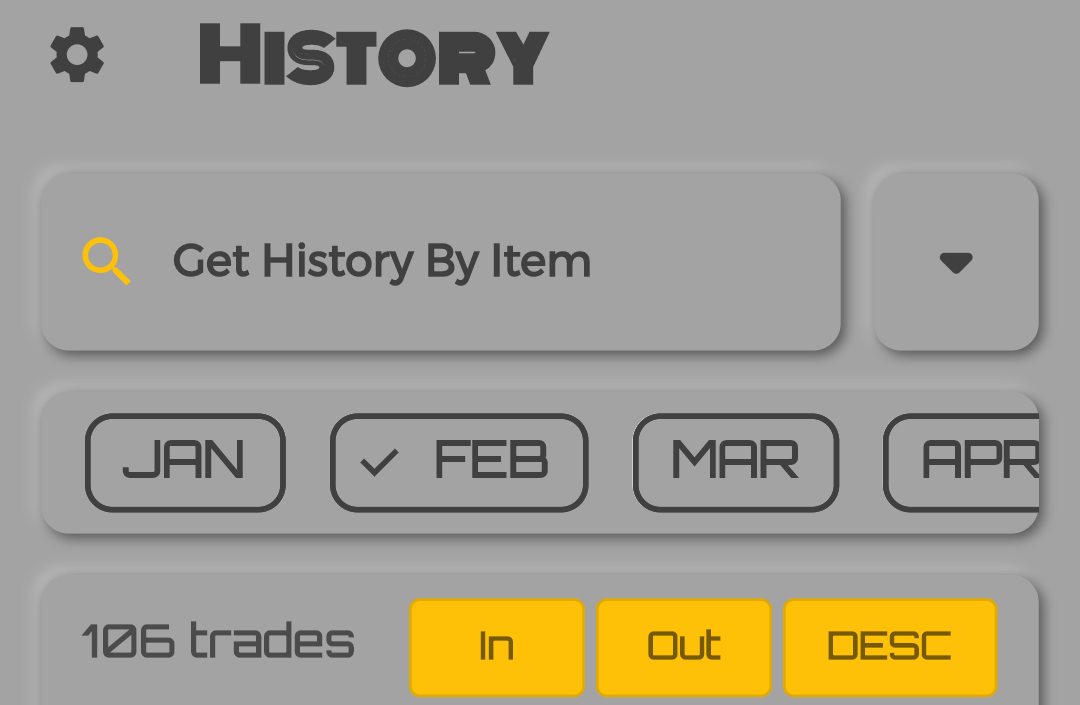 History
Get History By Item
JAN FEB MAR APR
106 trades In Out DESC